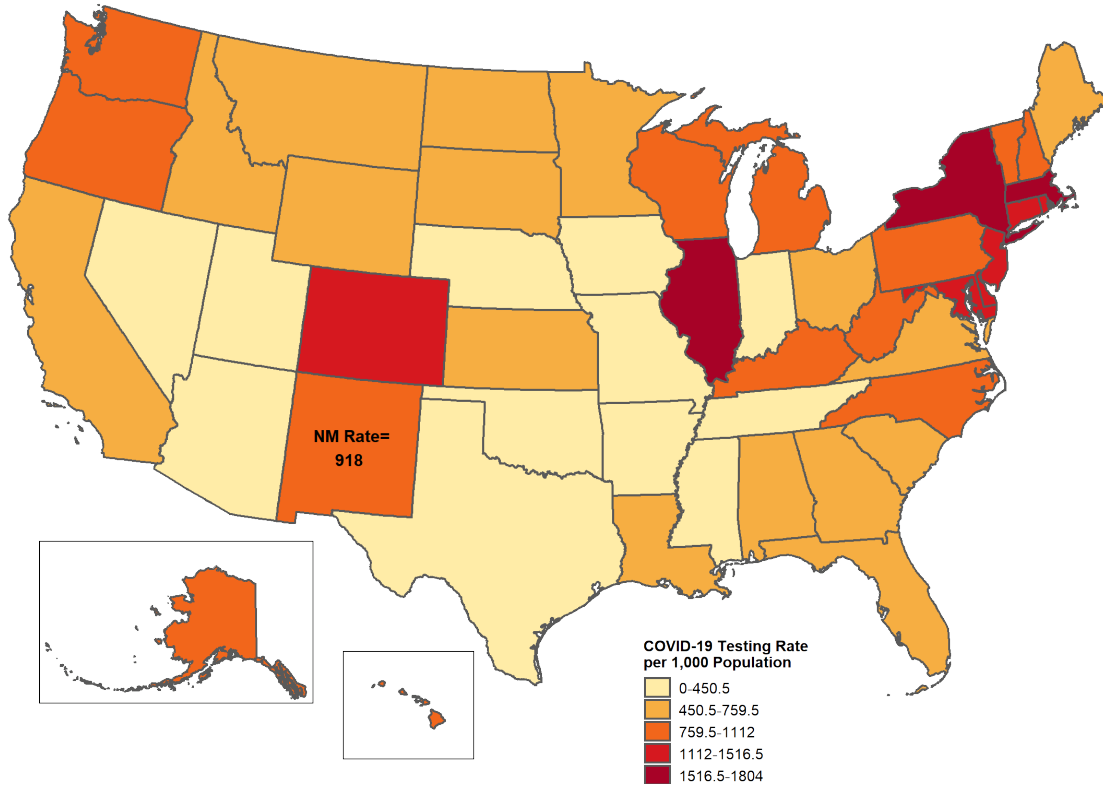 NM Rate=
918
COVID-19 Testing Rate
per 1,000 Population
0-450.5
450.5-759.5
759.5-1112
1112-1516.5
1516.5-1804